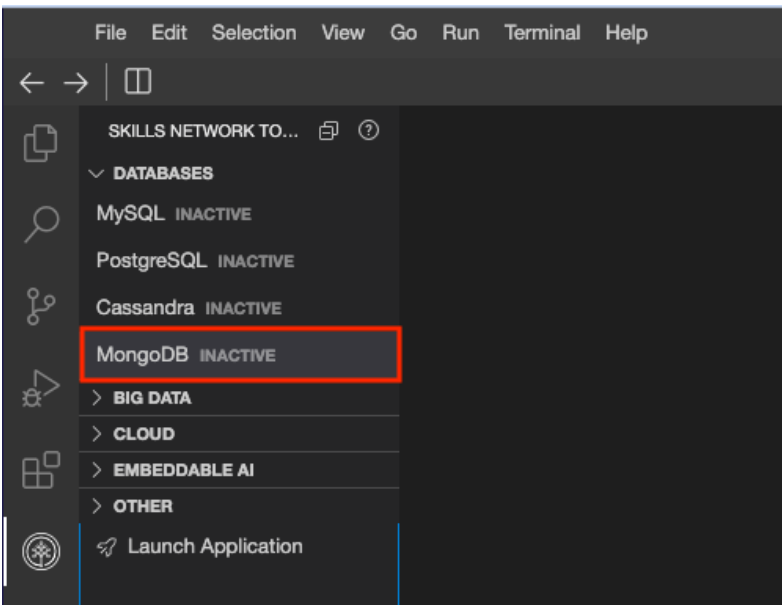 File Edit Selection View Go Run Terminal Help
SKILLS NETWORK TO...
DATABASES
MySQL INACTIVE
PostgreSQL INACTIVE
Cassandra INACTIVE
MongoDB INACTIVE
BIG DATA
CLOUD
EMBEDDABLE AI
OTHER
Launch Application